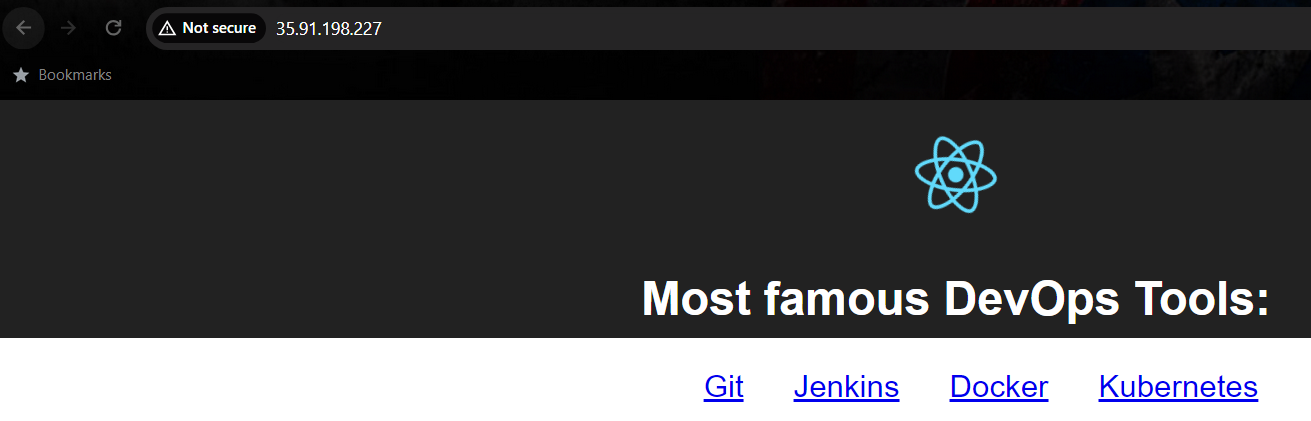 Not secure 35.91.198.227
Bookmarks
Most famous DevOps Tools:
Git Jenkins Docker Kubernetes